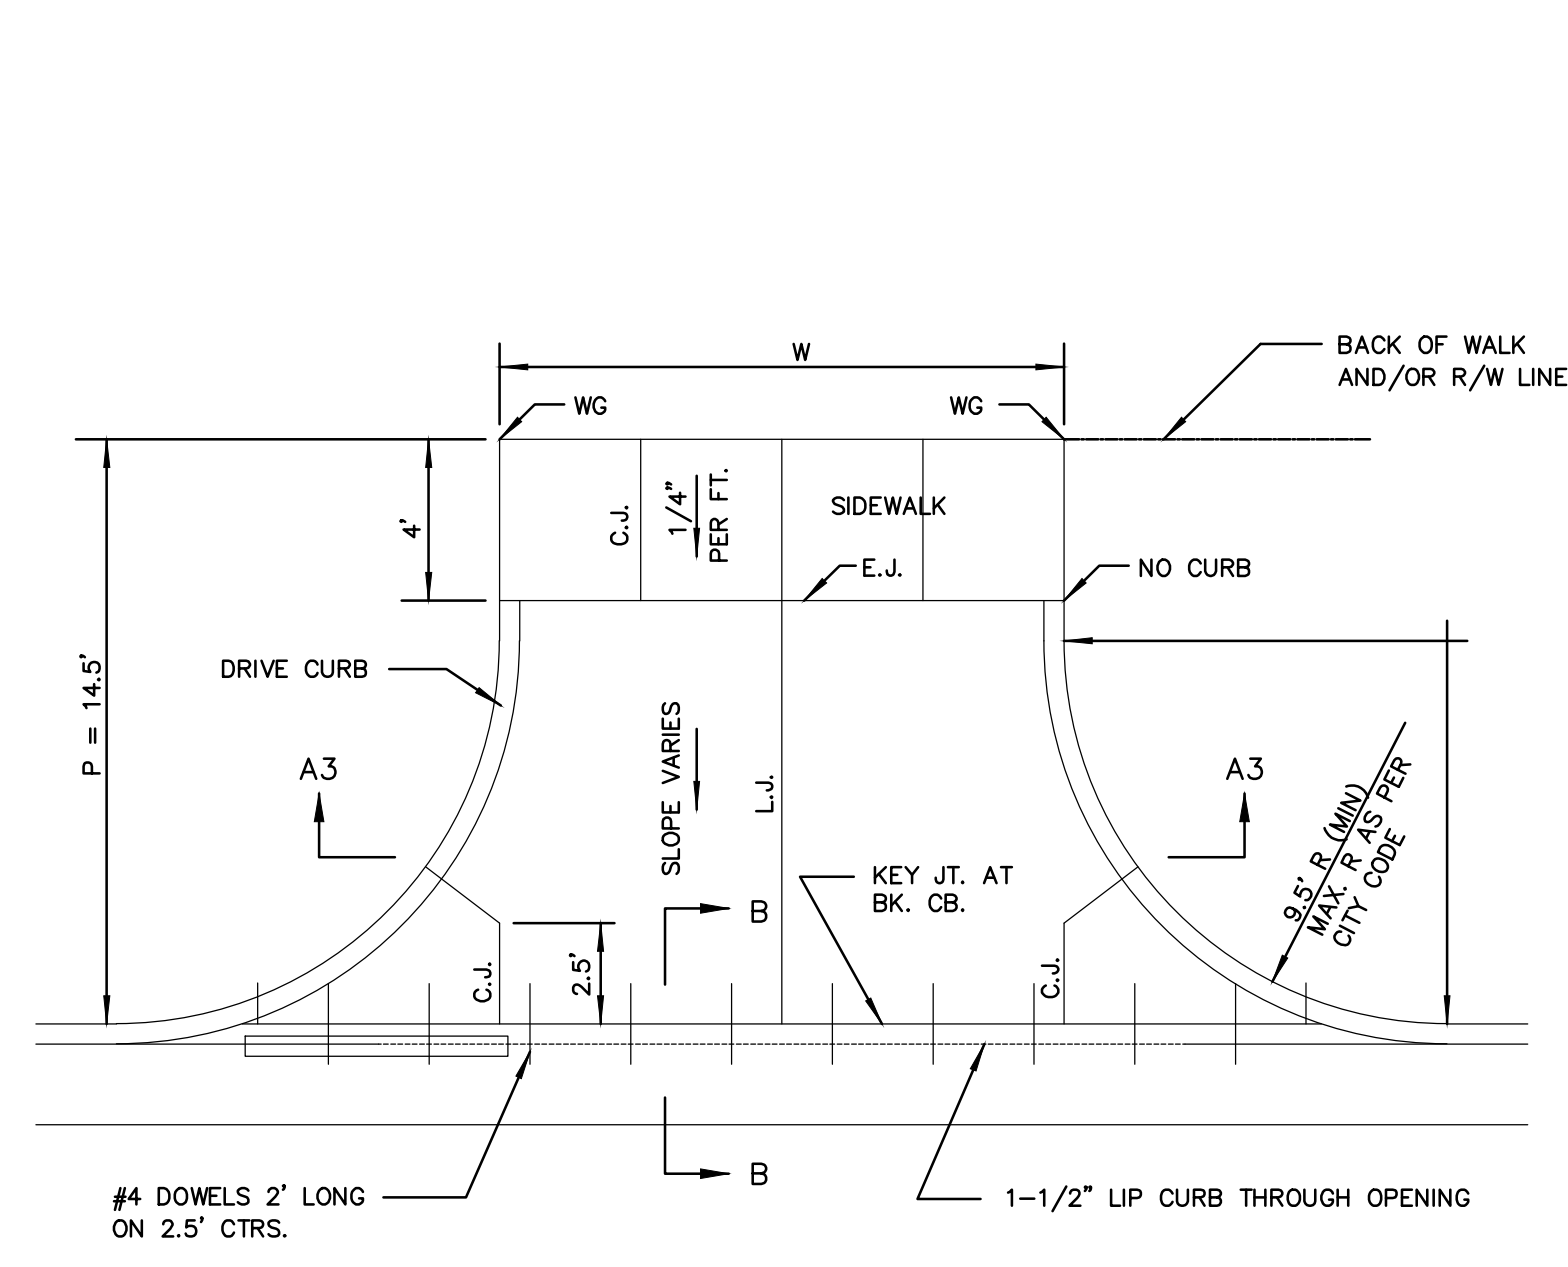 W
BACK OF WALK
AND/OR R/W LINE
WG
WG
4'
C.J.
1/4"
PER FT.
SIDEWALK
E.J.
NO CURB
P = 14.5'
DRIVE CURB
SLOPE VARIES
L.J.
A3
A3
9.5' R (MIN)
MAX. R AS PER
CITY CODE
KEY JT. AT
BK. CB.
B
C.J.
2.5'
C.J.
B
#4 DOWELS 2' LONG
ON 2.5' CTRS.
1-1/2" LIP CURB THROUGH OPENING